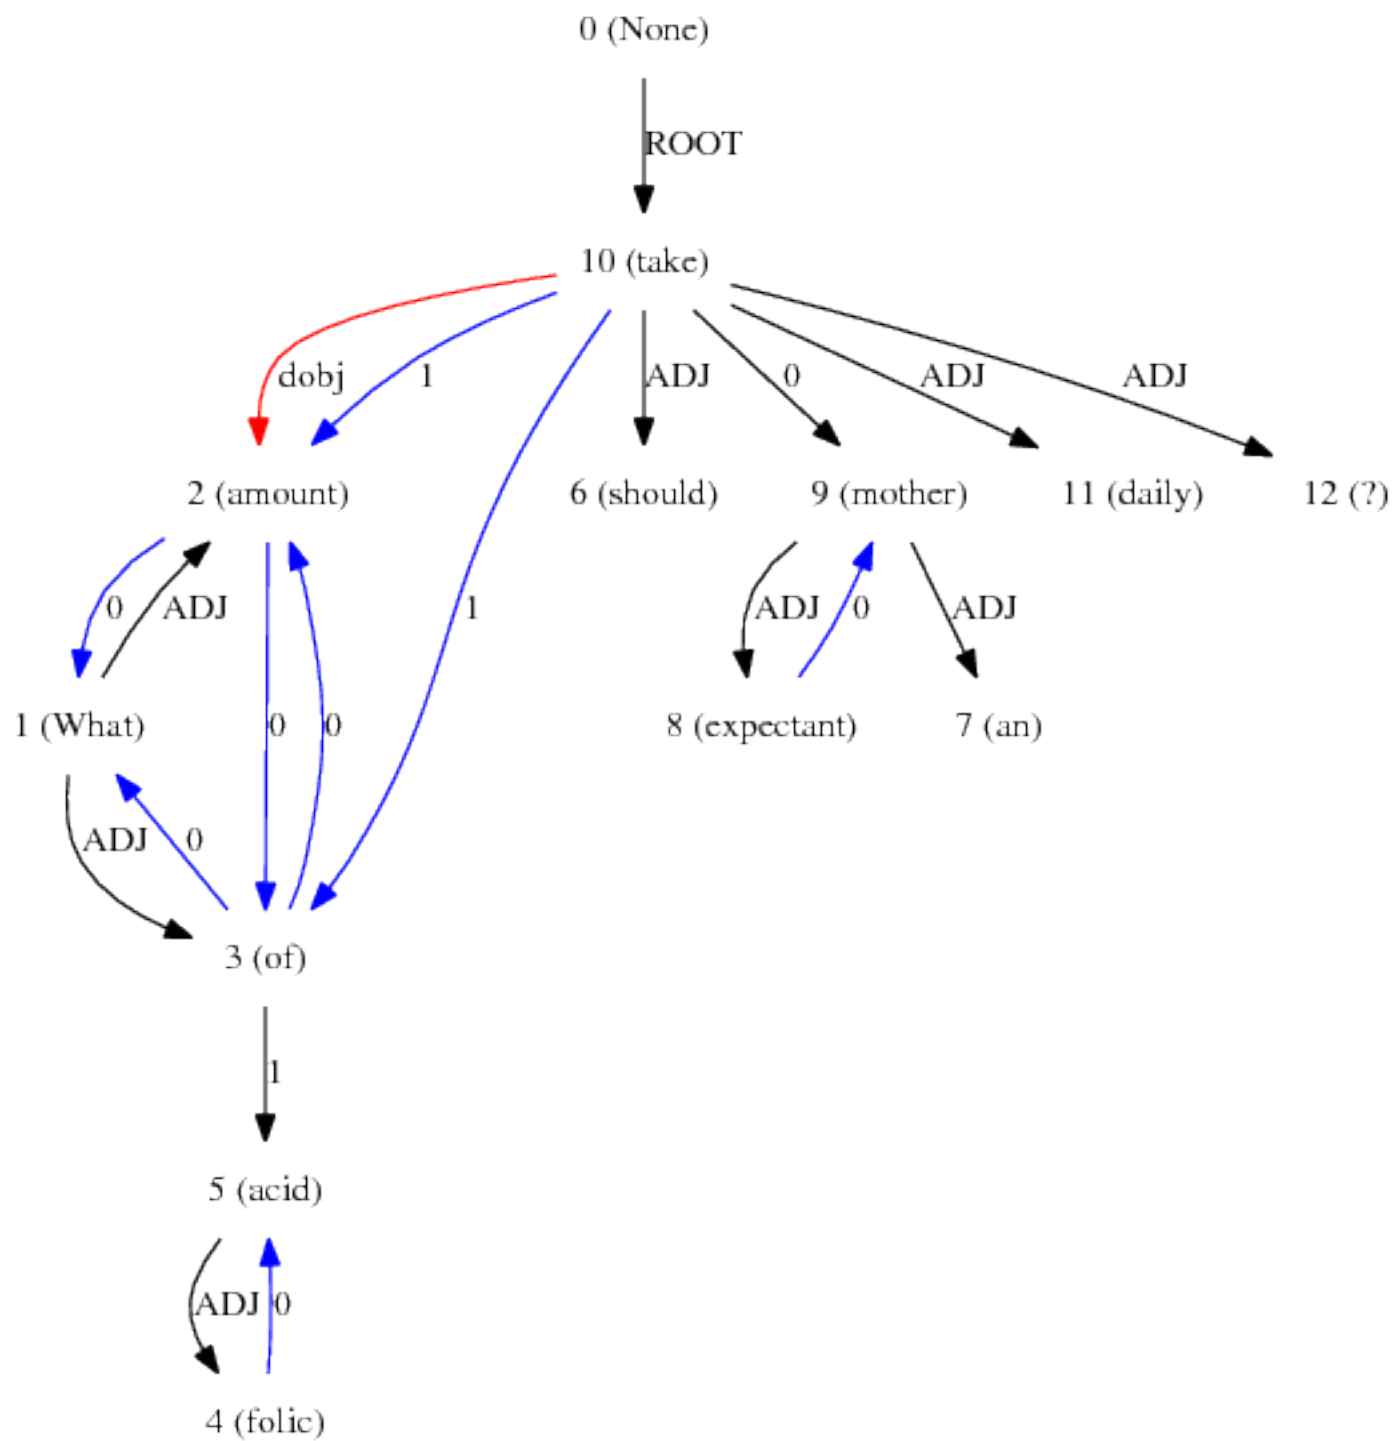 0 (None)
ROOT
10 (take)
dobj 1 ADJ 0 ADJ ADJ
2 (amount) 6 (should) 9 (mother) 11 (daily) 12 (?)
0 ADJ 1 ADJ 0 ADJ
1 (What) 0 0 8 (expectant) 7 (an)
ADJ 0
3 (of)
1
5 (acid)
ADJ 0
4 (folic)